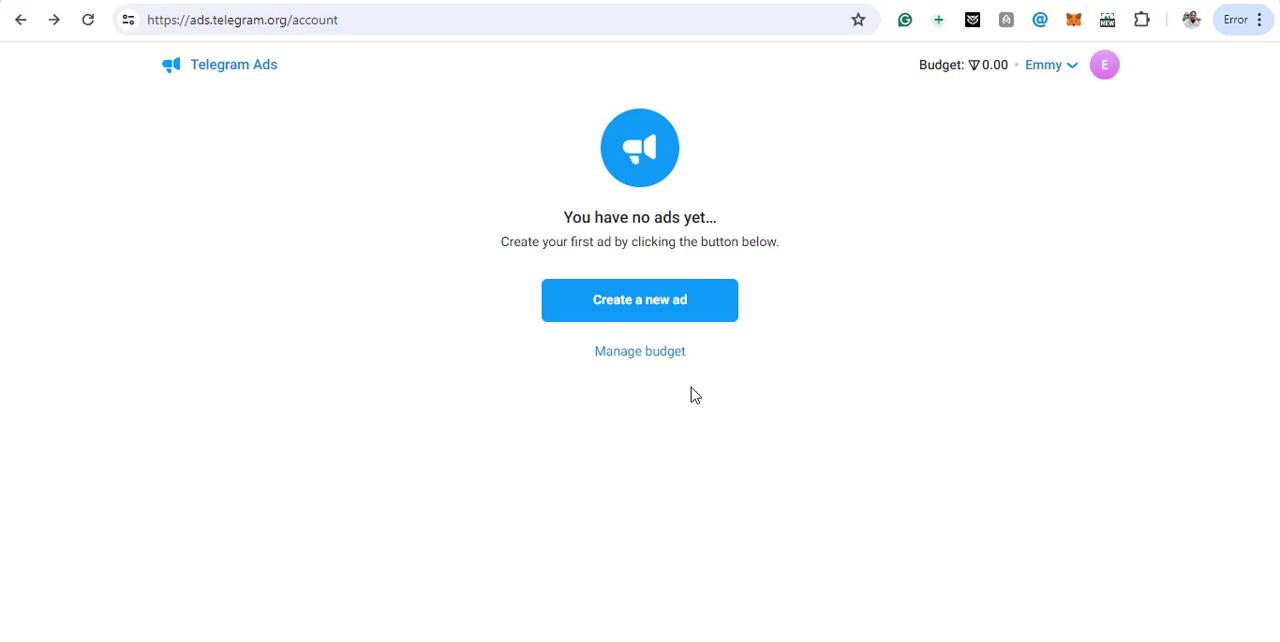 https://ads.telegram.org/account
NEW
Error
Telegram Ads
Budget: 0.00 • Emmy
E
You have no ads yet...
Create your first ad by clicking the button below.
Create a new ad
Manage budget